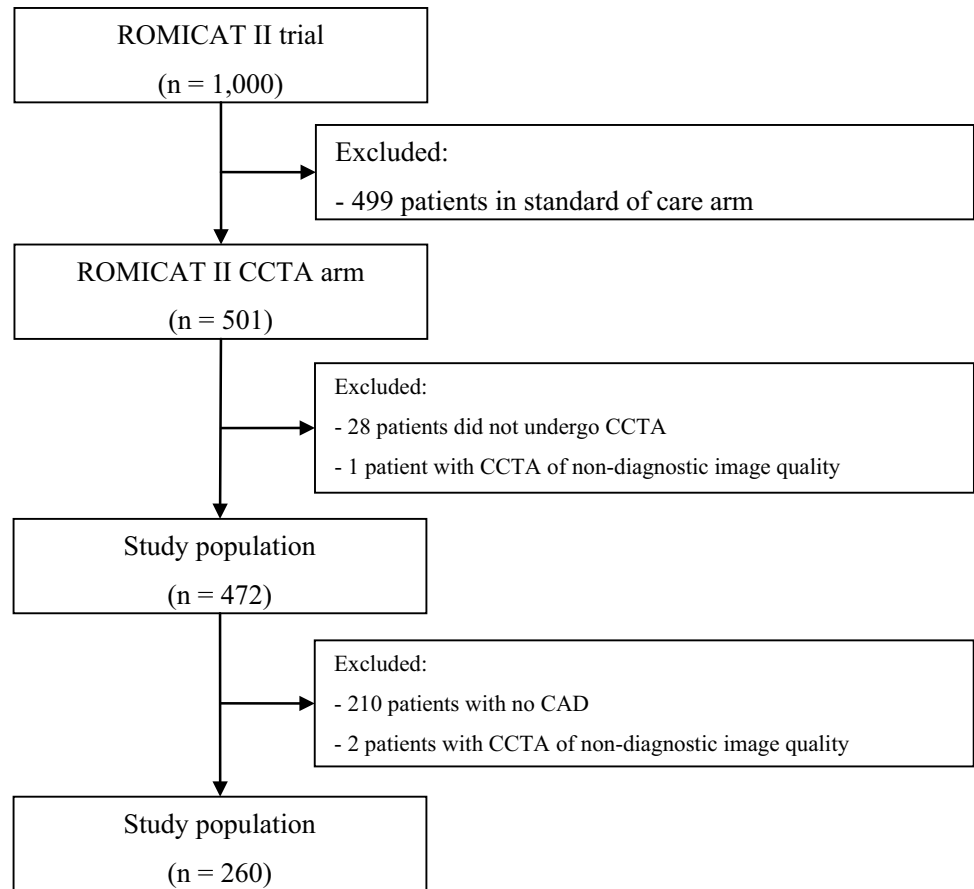 ROMICAT II trial
(n = 1,000)
Excluded:
- 499 patients in standard of care arm
ROMICAT II CCTA arm
(n = 501)
Excluded:
- 28 patients did not undergo CCTA
- 1 patient with CCTA of non-diagnostic image quality
Study population
(n = 472)
Excluded:
- 210 patients with no CAD
- 2 patients with CCTA of non-diagnostic image quality
Study population
(n = 260)